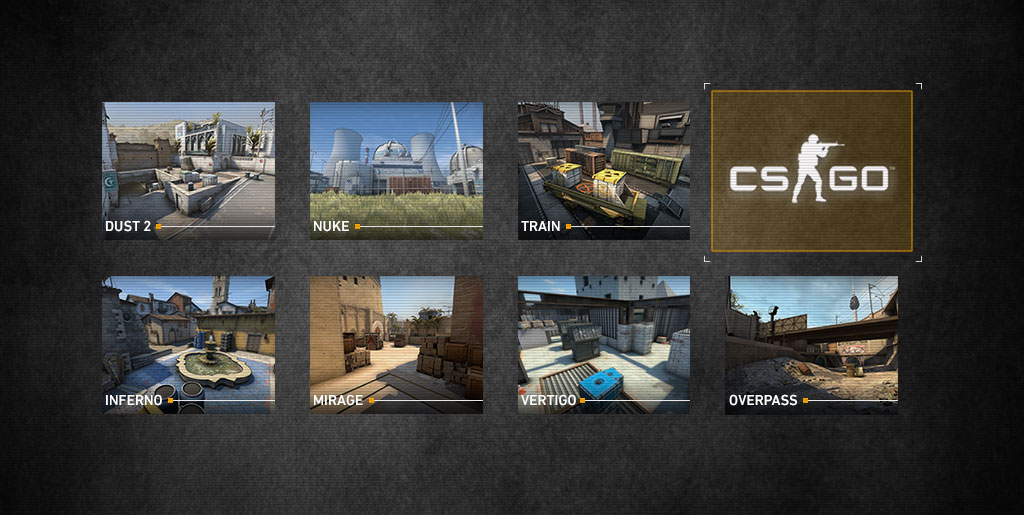 DUST 2
NUKE
TRAIN
CS GO
INFERNO
MIRAGE
VERTIGO
OVERPASS